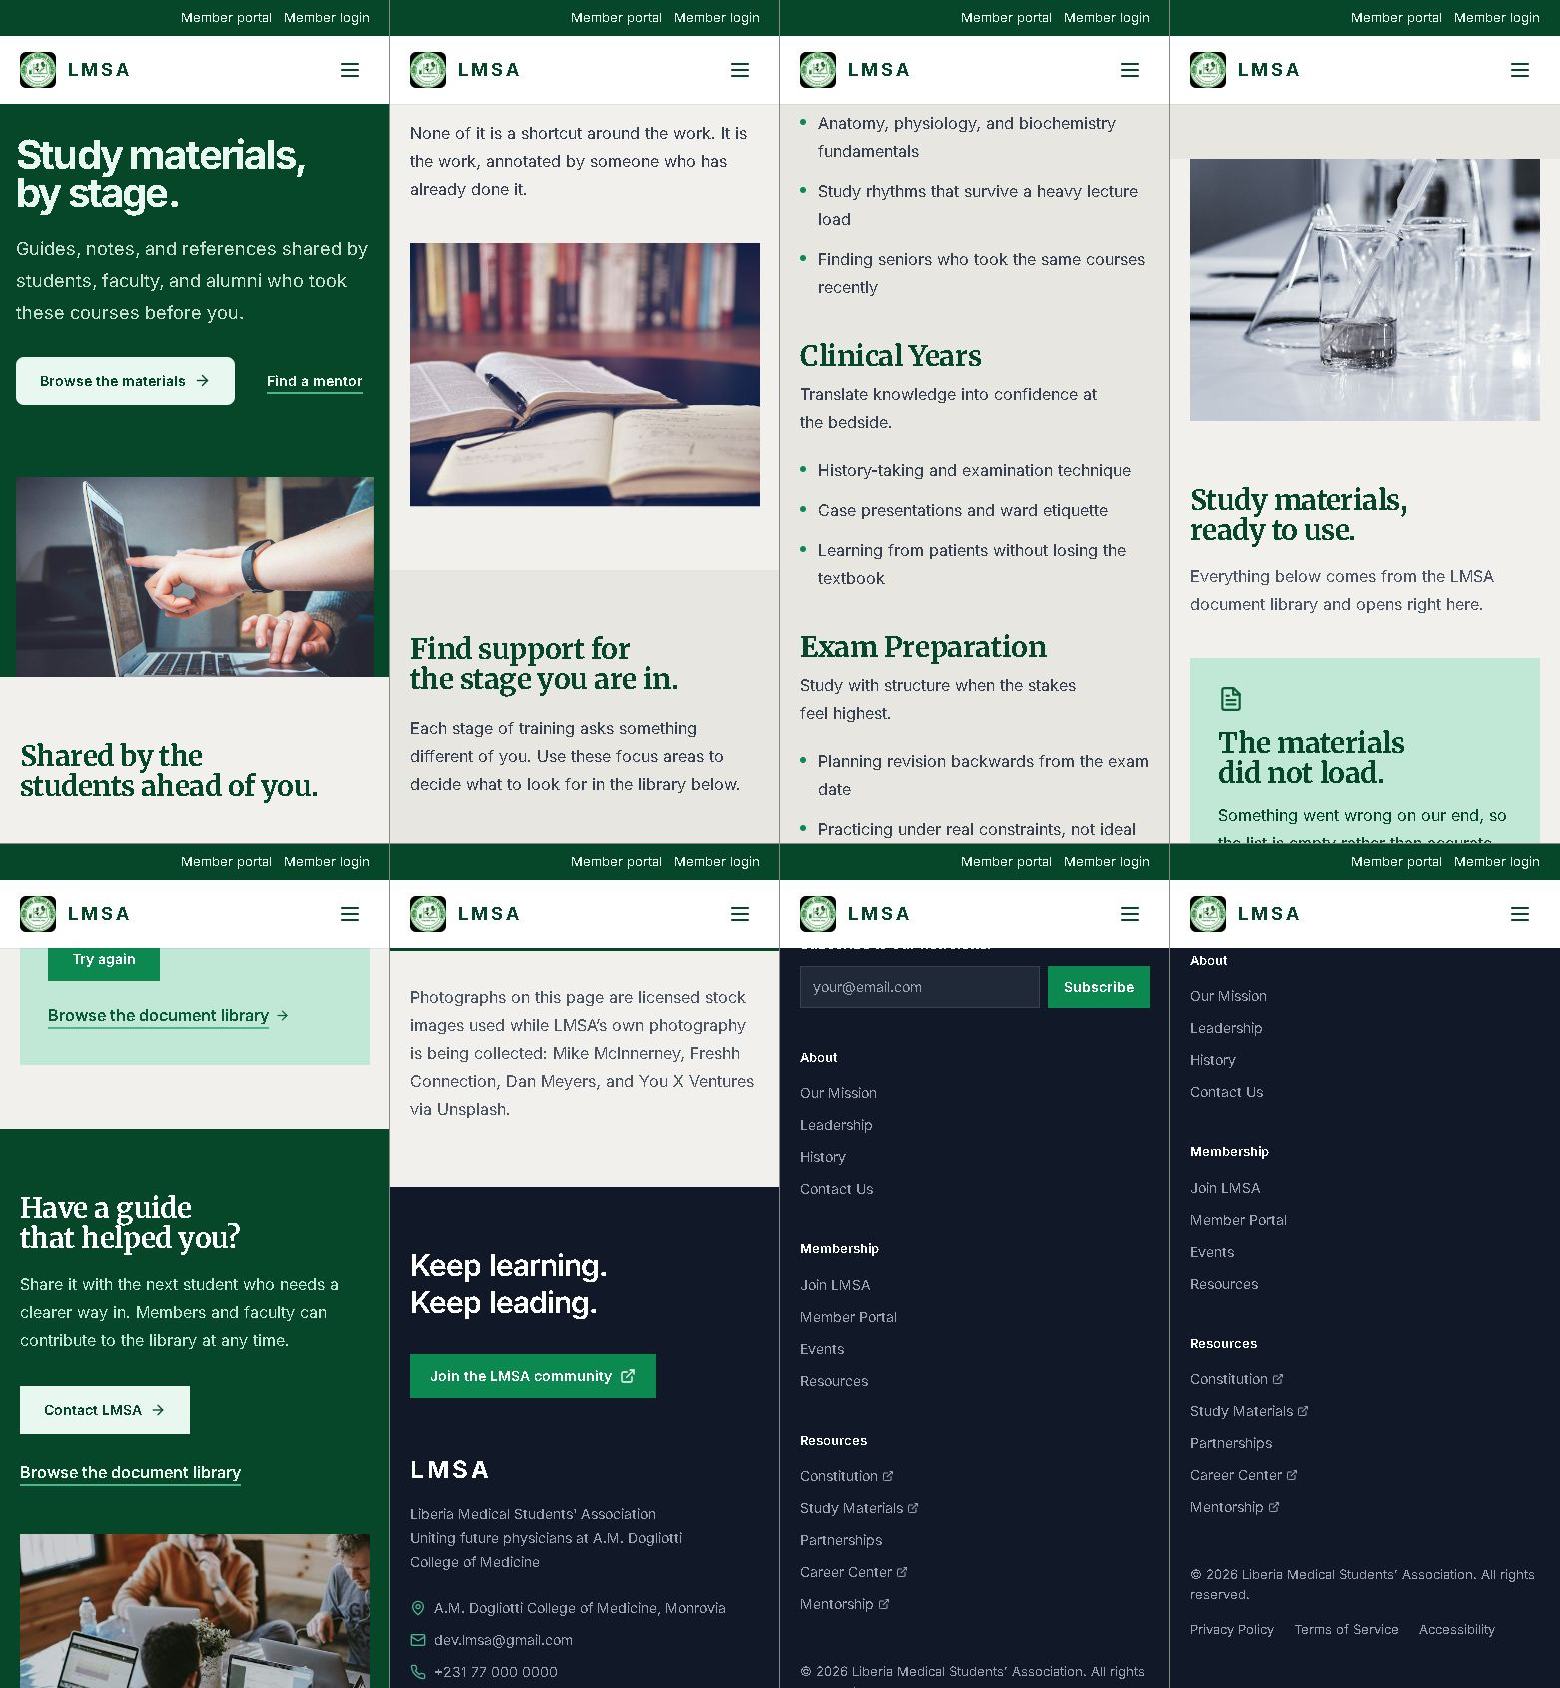 Member portal Member login
LMSA
Study materials,
by stage.
Guides, notes, and references shared by
students, faculty, and alumni who took
these courses before you.
Browse the materials
Find a mentor
Shared by the
students ahead of you.
Member portal Member login
LMSA
None of it is a shortcut around the work. It is
the work, annotated by someone who has
already done it.
Find support for
the stage you are in.
Each stage of training asks something
different of you. Use these focus areas to
decide what to look for in the library below.
Member portal Member login
LMSA
Anatomy, physiology, and biochemistry
fundamentals
Study rhythms that survive a heavy lecture
load
Finding seniors who took the same courses
recently
Clinical Years
Translate knowledge into confidence at
the bedside.
History-taking and examination technique
Case presentations and ward etiquette
Learning from patients without losing the
textbook
Exam Preparation
Study with structure when the stakes
feel highest.
Planning revision backwards from the exam
date
Practicing under real constraints, not ideal
Member portal Member login
LMSA
Study materials,
ready to use.
Everything below comes from the LMSA
document library and opens right here.
The materials
did not load.
Something went wrong on our end, so
the list is empty rather than accurate.
Member portal Member login
LMSA
Try again
Browse the document library
Have a guide
that helped you?
Share it with the next student who needs a
clearer way in. Members and faculty can
contribute to the library at any time.
Contact LMSA
Browse the document library
Member portal Member login
LMSA
Photographs on this page are licensed stock
images used while LMSA's own photography
is being collected: Mike McInnerney, Freshh
Connection, Dan Meyers, and You X Ventures
via Unsplash.
Keep learning.
Keep leading.
Join the LMSA community
LMSA
Liberia Medical Students' Association
Uniting future physicians at A.M. Dogliotti
College of Medicine
A.M. Dogliotti College of Medicine, Monrovia
dev.lmsa@gmail.com
+231 77 000 0000
Member portal Member login
LMSA
your@email.com
Subscribe
About
Our Mission
Leadership
History
Contact Us
Membership
Join LMSA
Member Portal
Events
Resources
Resources
Constitution
Study Materials
Partnerships
Career Center
Mentorship
© 2026 Liberia Medical Students' Association. All rights
Member portal Member login
LMSA
About
Our Mission
Leadership
History
Contact Us
Membership
Join LMSA
Member Portal
Events
Resources
Resources
Constitution
Study Materials
Partnerships
Career Center
Mentorship
© 2026 Liberia Medical Students' Association. All rights
reserved.
Privacy Policy Terms of Service Accessibility